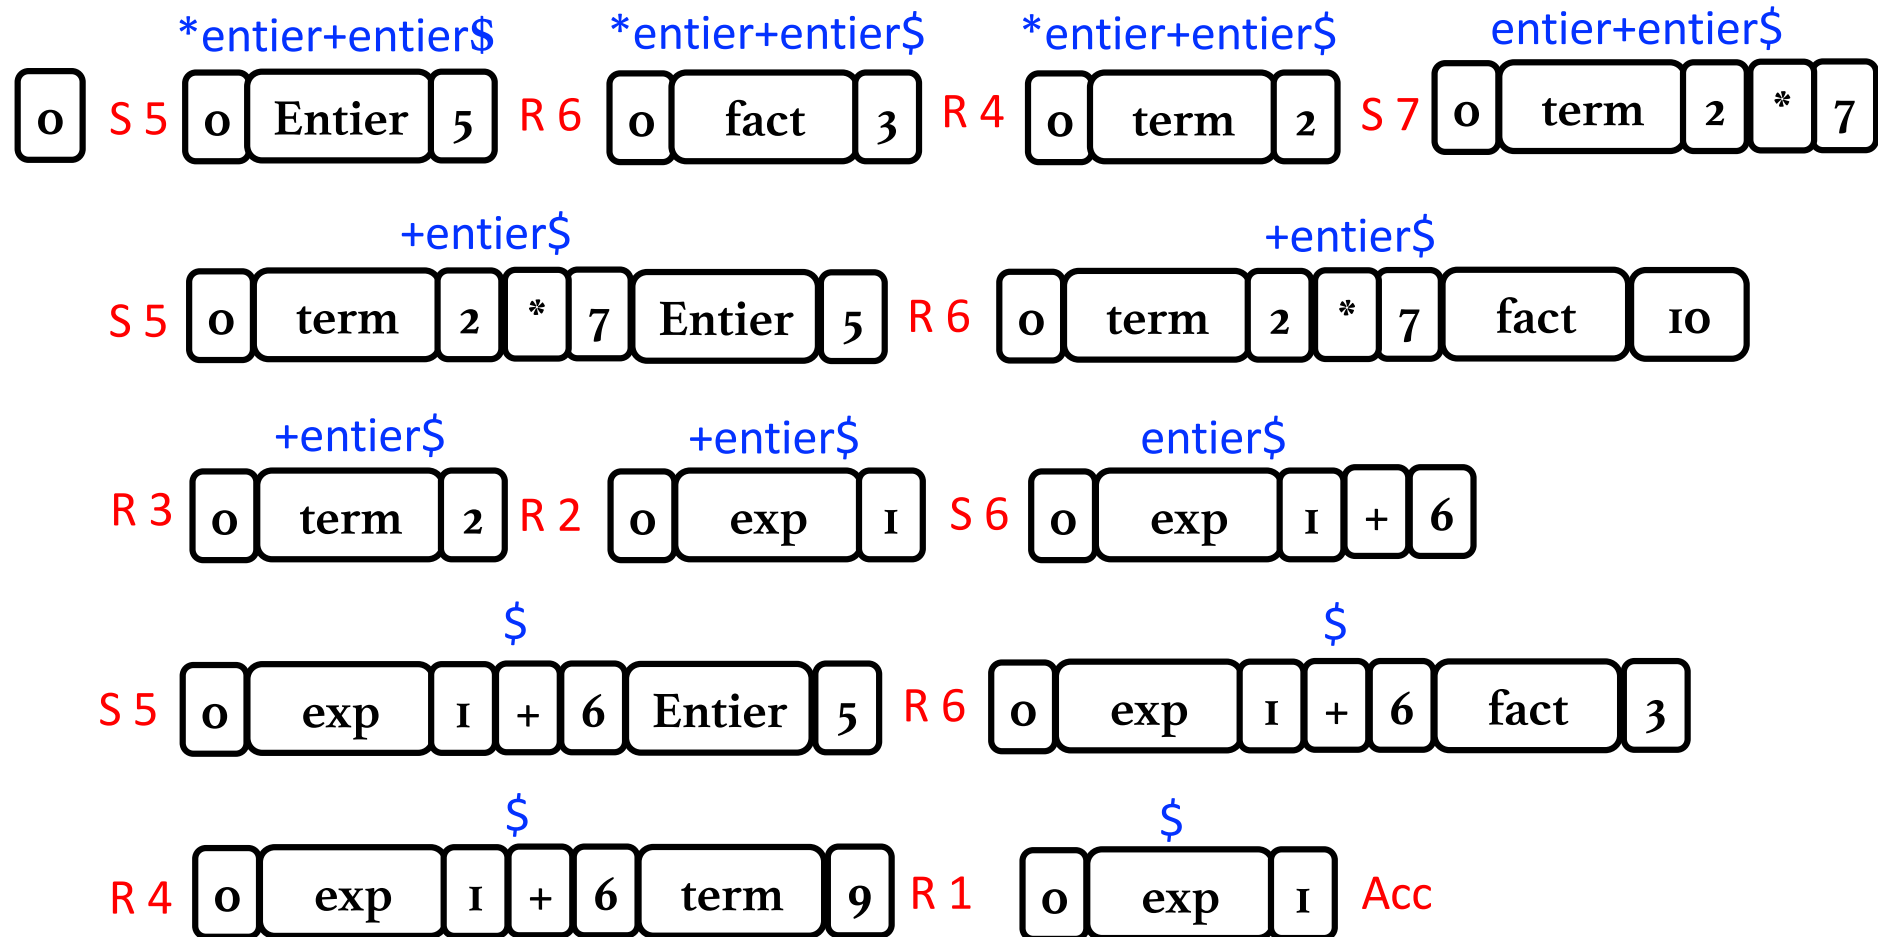 *entier+entier$ *entier+entier$ *entier+entier$ entier+entier$
0 S 5 0 Entier 5 R 6 0 fact 3 R 4 0 term 2 S 7 0 term 2 * 7
+entier$ +entier$
S 5 0 term 2 * 7 Entier 5 R 6 0 term 2 * 7 fact 10
+entier$ +entier$ entier$
R 3 0 term 2 R 2 0 exp 1 S 6 0 exp 1 + 6
$ $
S 5 0 exp 1 + 6 Entier 5 R 6 0 exp 1 + 6 fact 3
$ $
R 4 0 exp 1 + 6 term 9 R 1 0 exp 1 Acc